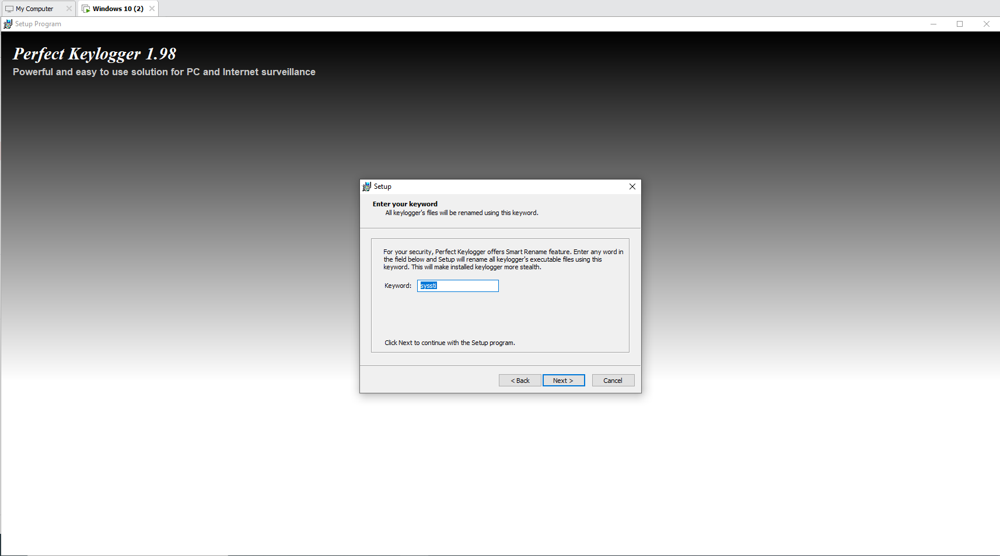 My Computer
Windows 10 (2)
Setup Program
Perfect Keylogger 1.98
Powerful and easy to use solution for PC and Internet surveillance
Setup
Enter your keyword
All keylogger's files will be renamed using this keyword.
For your security, Perfect Keylogger offers Smart Rename feature. Enter any word in
the field below and Setup will rename all keylogger's executable files using this
keyword. This will make installed keylogger more stealth.
Keyword: syssti
Click Next to continue with the Setup program.
< Back Next > Cancel